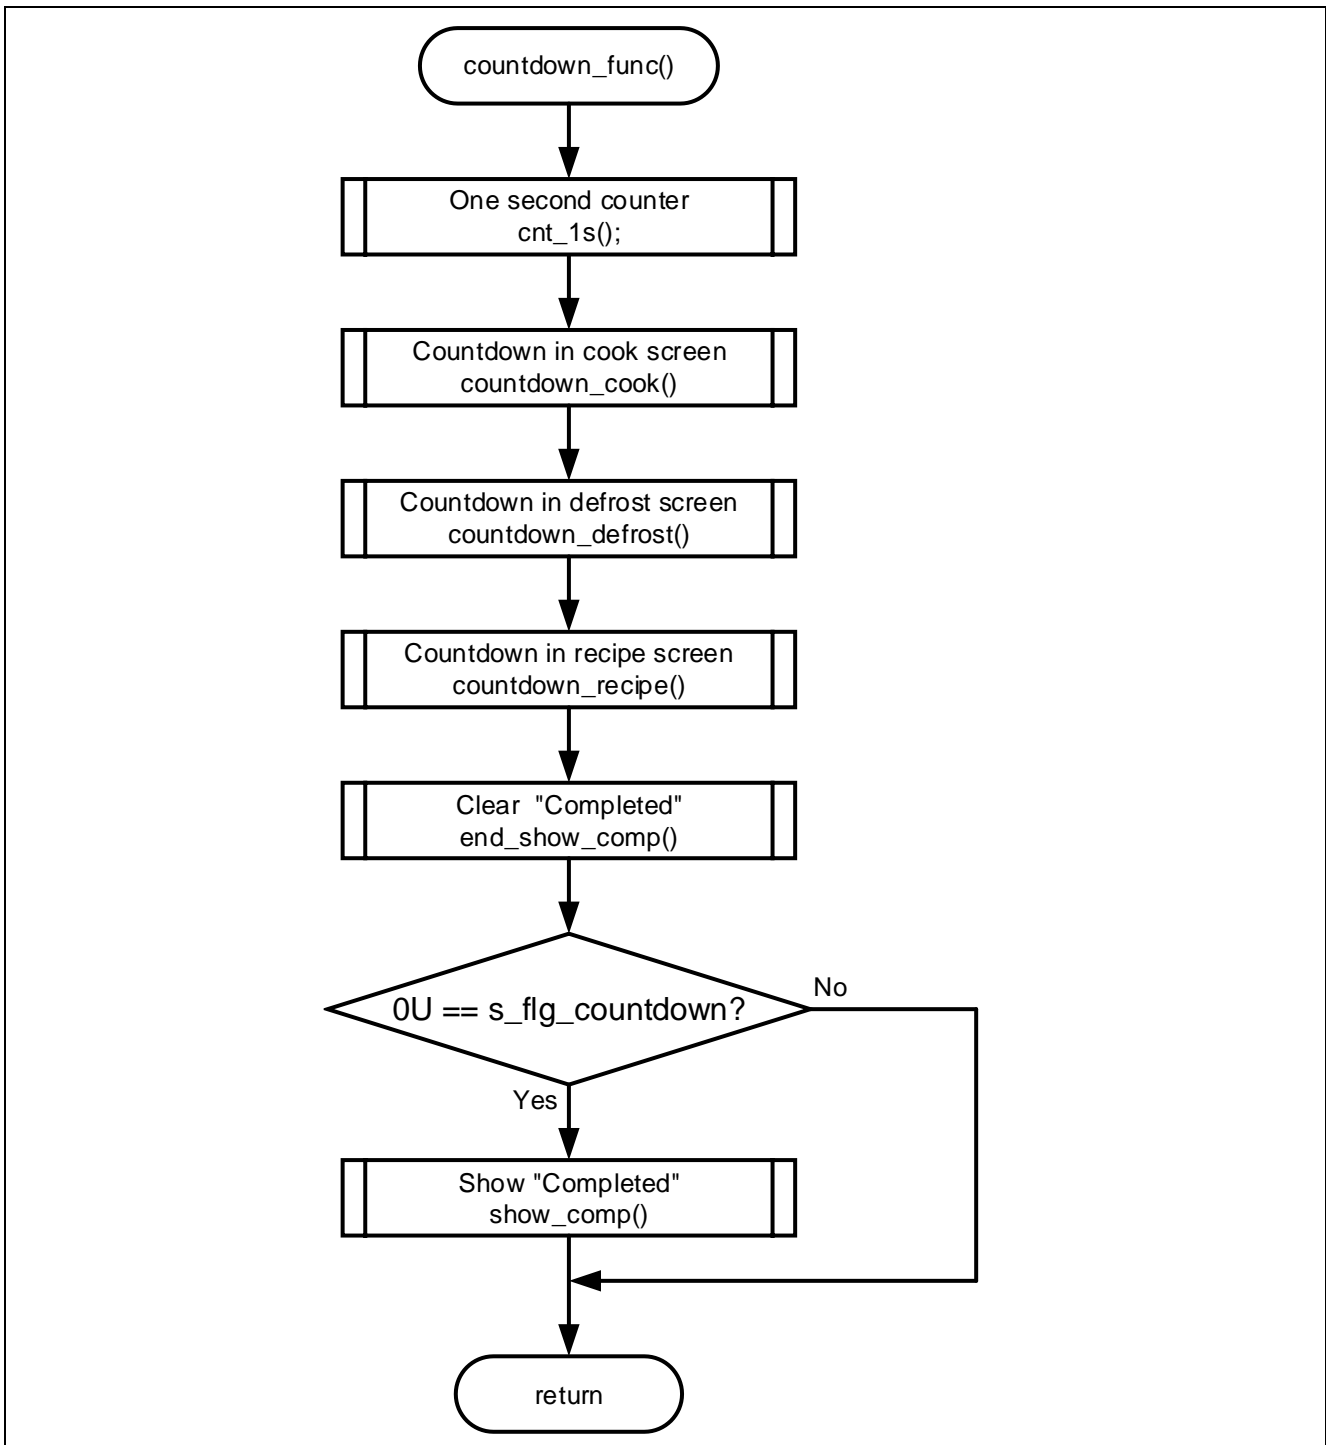 countdown_func()
One second counter
cnt_1s();
Countdown in cook screen
countdown_cook()
Countdown in defrost screen
countdown_defrost()
Countdown in recipe screen
countdown_recipe()
Clear "Completed"
end_show_comp()
0U == s_flg_countdown?
No
Yes
Show "Completed"
show_comp()
return